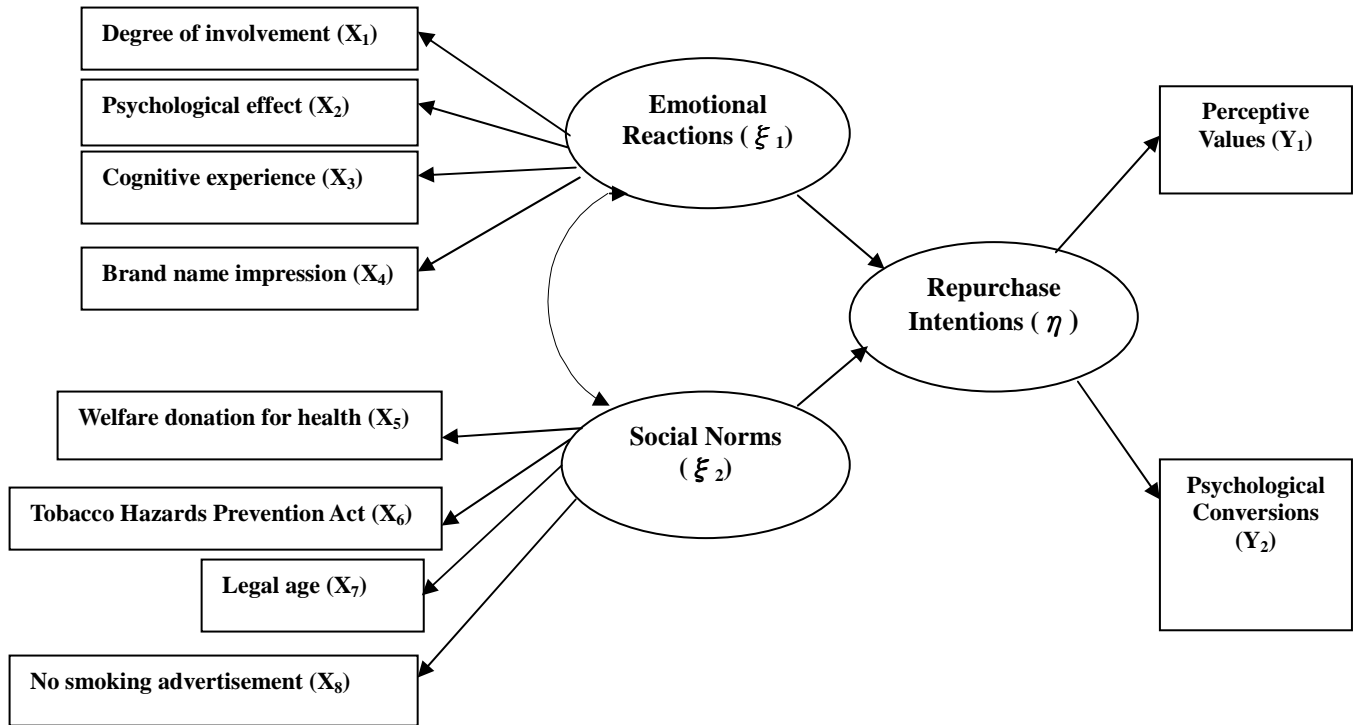 Degree of involvement (X₁)
Psychological effect (X₂)
Cognitive experience (X₃)
Brand name impression (X₄)
Emotional
Reactions ( ξ ₁)
Perceptive
Values (Y₁)
Repurchase
Intentions ( η )
Welfare donation for health (X₅)
Tobacco Hazards Prevention Act (X₆)
Legal age (X₇)
No smoking advertisement (X₈)
Social Norms
( ξ ₂)
Psychological
Conversions
(Y₂)